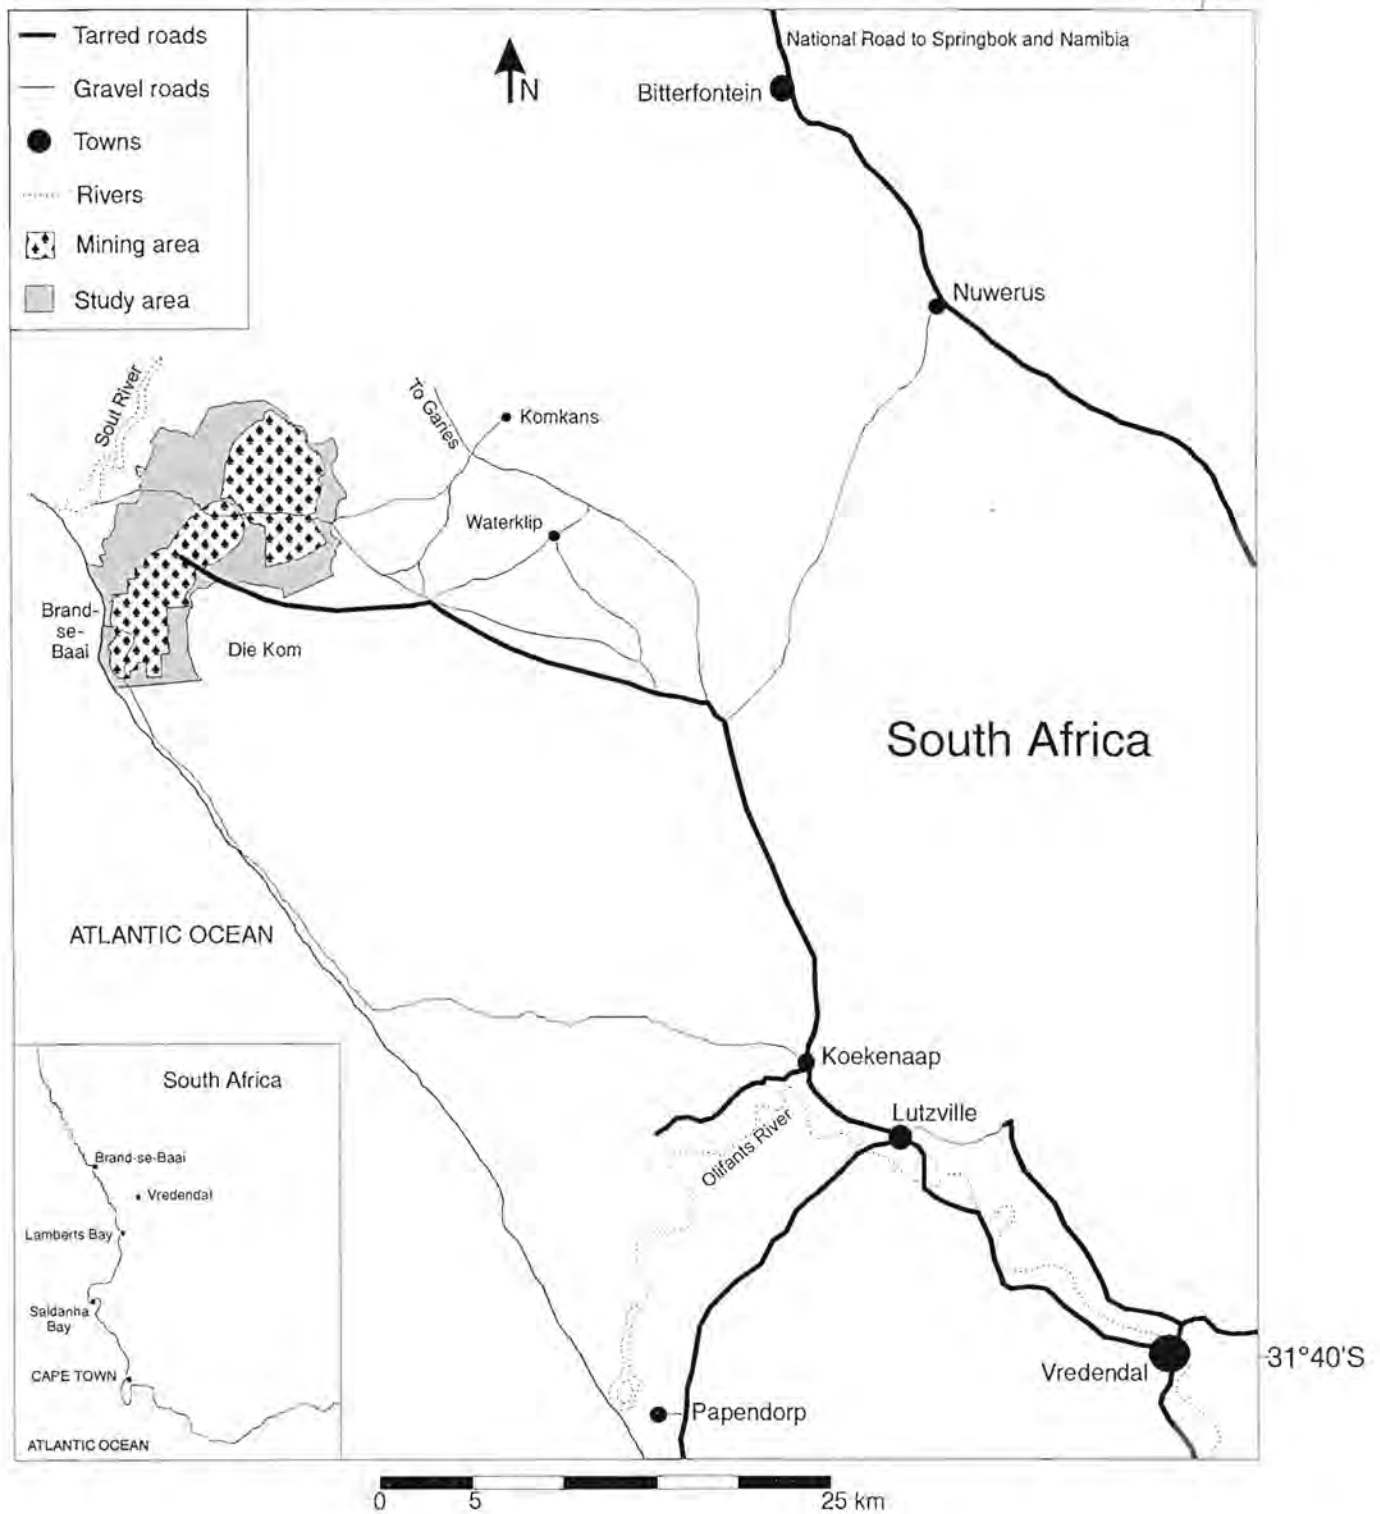 Tarred roads
Gravel roads
Towns
Rivers
Mining area
Study area
N
National Road to Springbok and Namibia
Bitterfontein
Nuwerus
Sout River
To Garies
Komkans
Waterklip
Brand-
se-
Baai
Die Kom
South Africa
ATLANTIC OCEAN
Koekenaap
Lutzville
Olifants River
Vredendal
31°40'S
Papendorp
South Africa
Brand-se-Baai
Vredendal
Lamberts Bay
Saldanha
Bay
CAPE TOWN
ATLANTIC OCEAN
0 5 25 km